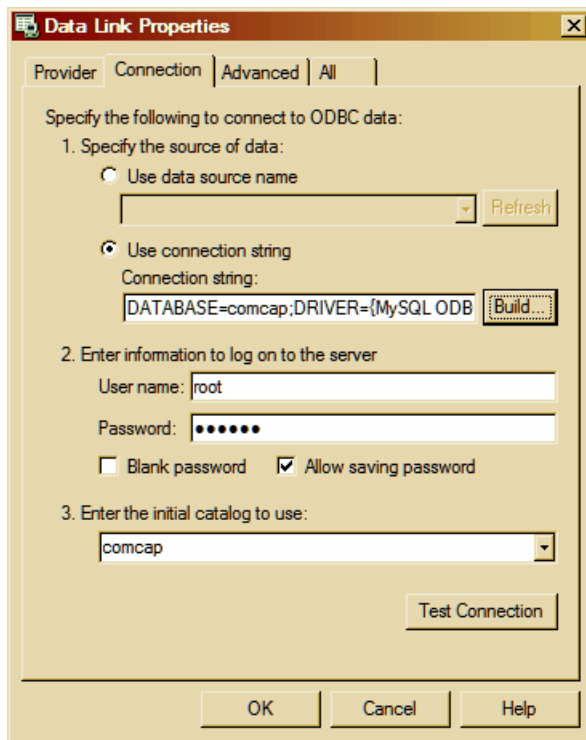 Data Link Properties
Provider Connection Advanced All
Specify the following to connect to ODBC data:
1. Specify the source of data:
Use data source name
Refresh
Use connection string
Connection string:
DATABASE=comcap;DRIVER={MySQL ODB Build...
2. Enter information to log on to the server
User name: root
Password: ●●●●●●
Blank password Allow saving password
3. Enter the initial catalog to use:
comcap
Test Connection
OK Cancel Help